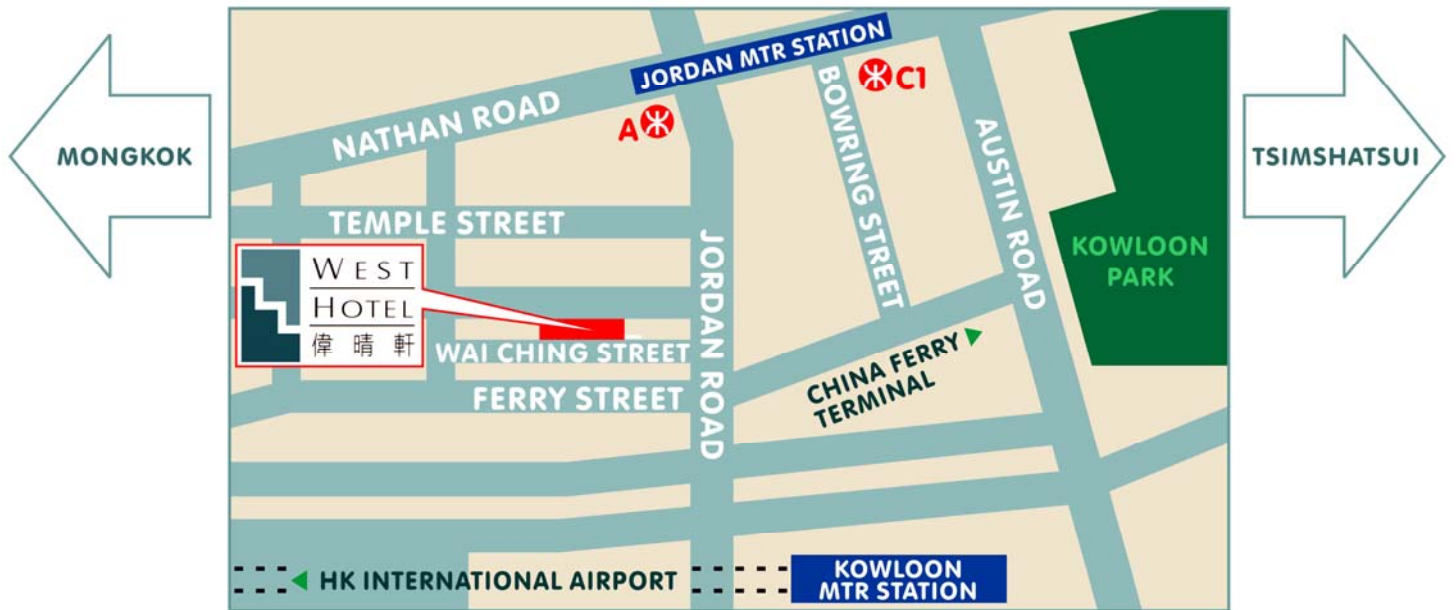 JORDAN MTR STATION
C1
A
NATHAN ROAD
BOWRING STREET
AUSTIN ROAD
MONGKOK
TSIMSHATSUI
TEMPLE STREET
JORDAN ROAD
KOWLOON
PARK
WEST
HOTEL
偉晴軒
WAI CHING STREET
FERRY STREET
CHINA FERRY
TERMINAL
HK INTERNATIONAL AIRPORT
KOWLOON
MTR STATION